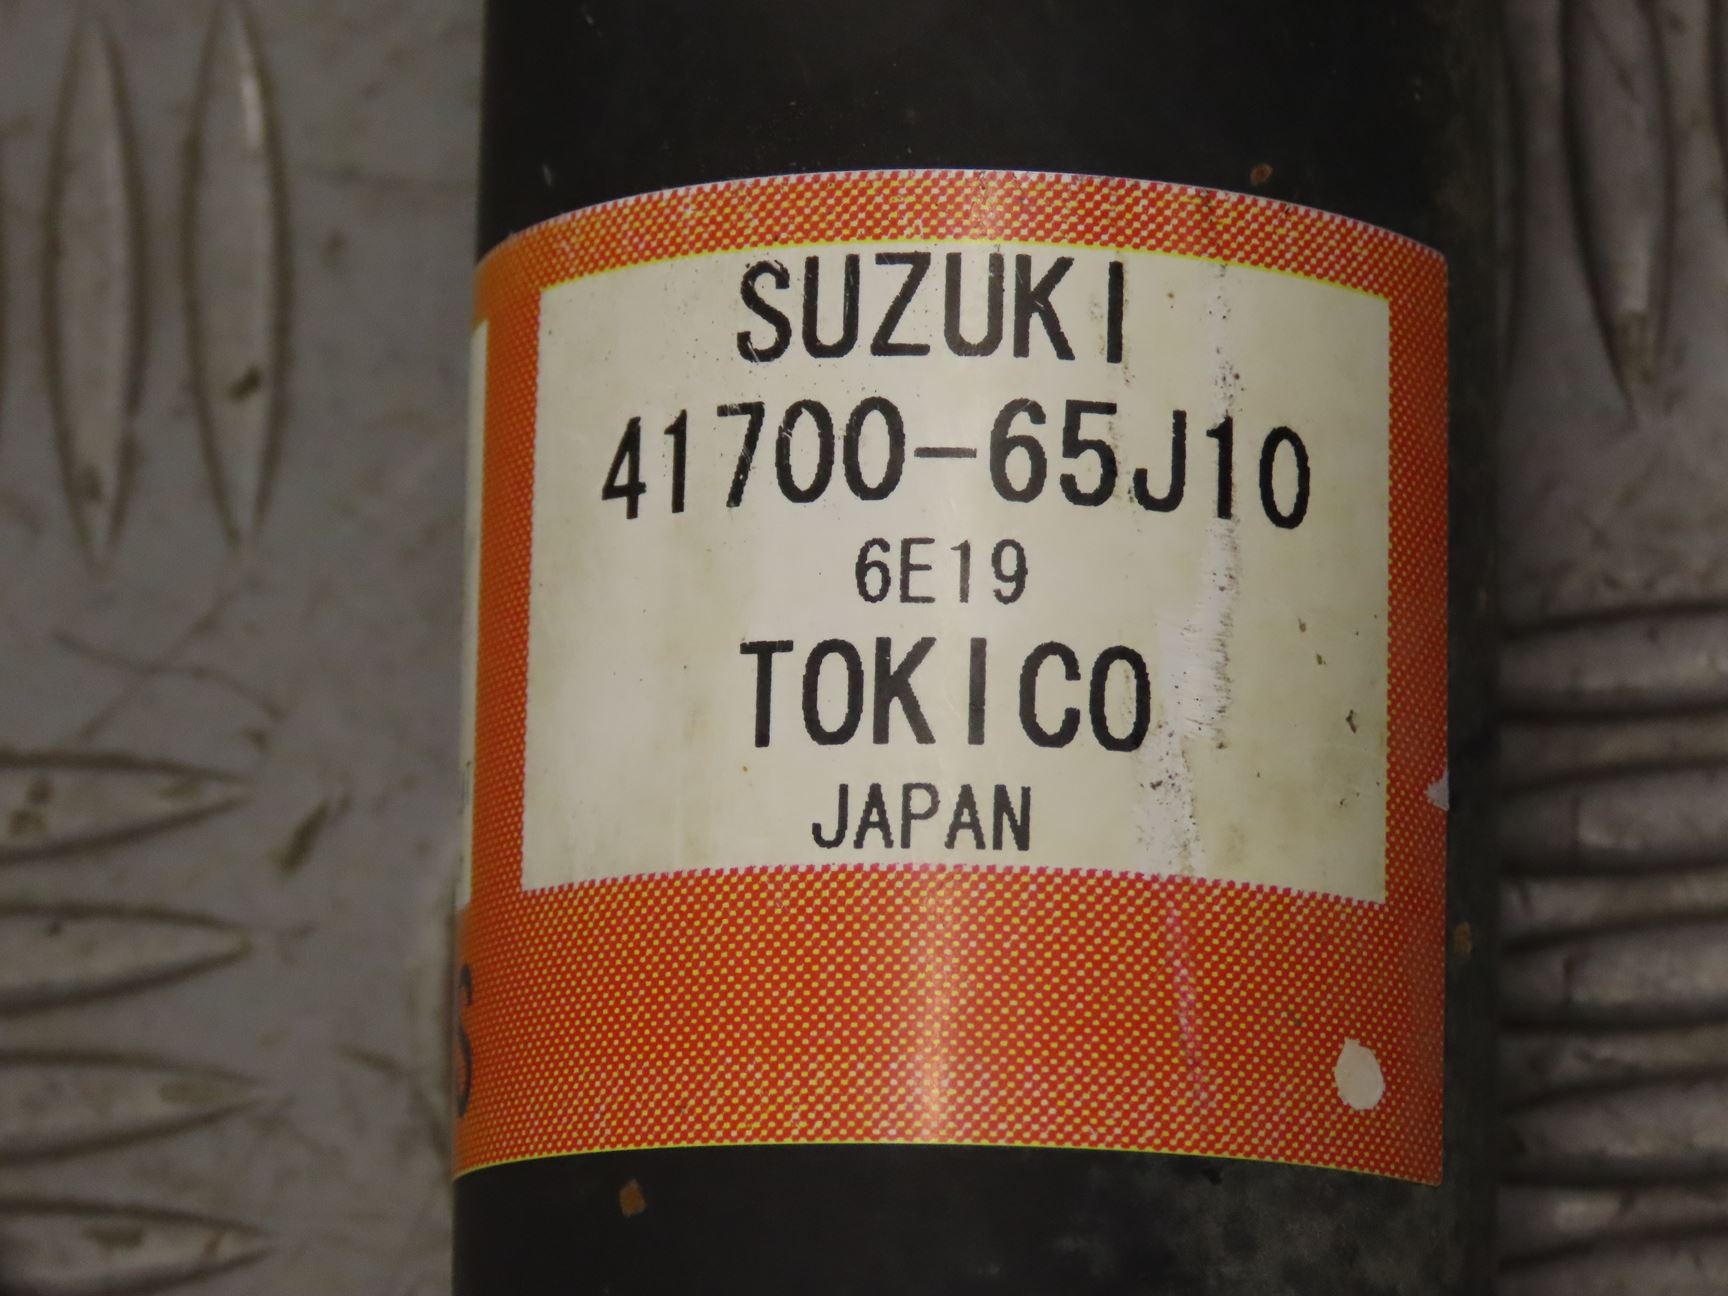 SUZUKI
41700-65J10
6E19
TOKICO
JAPAN